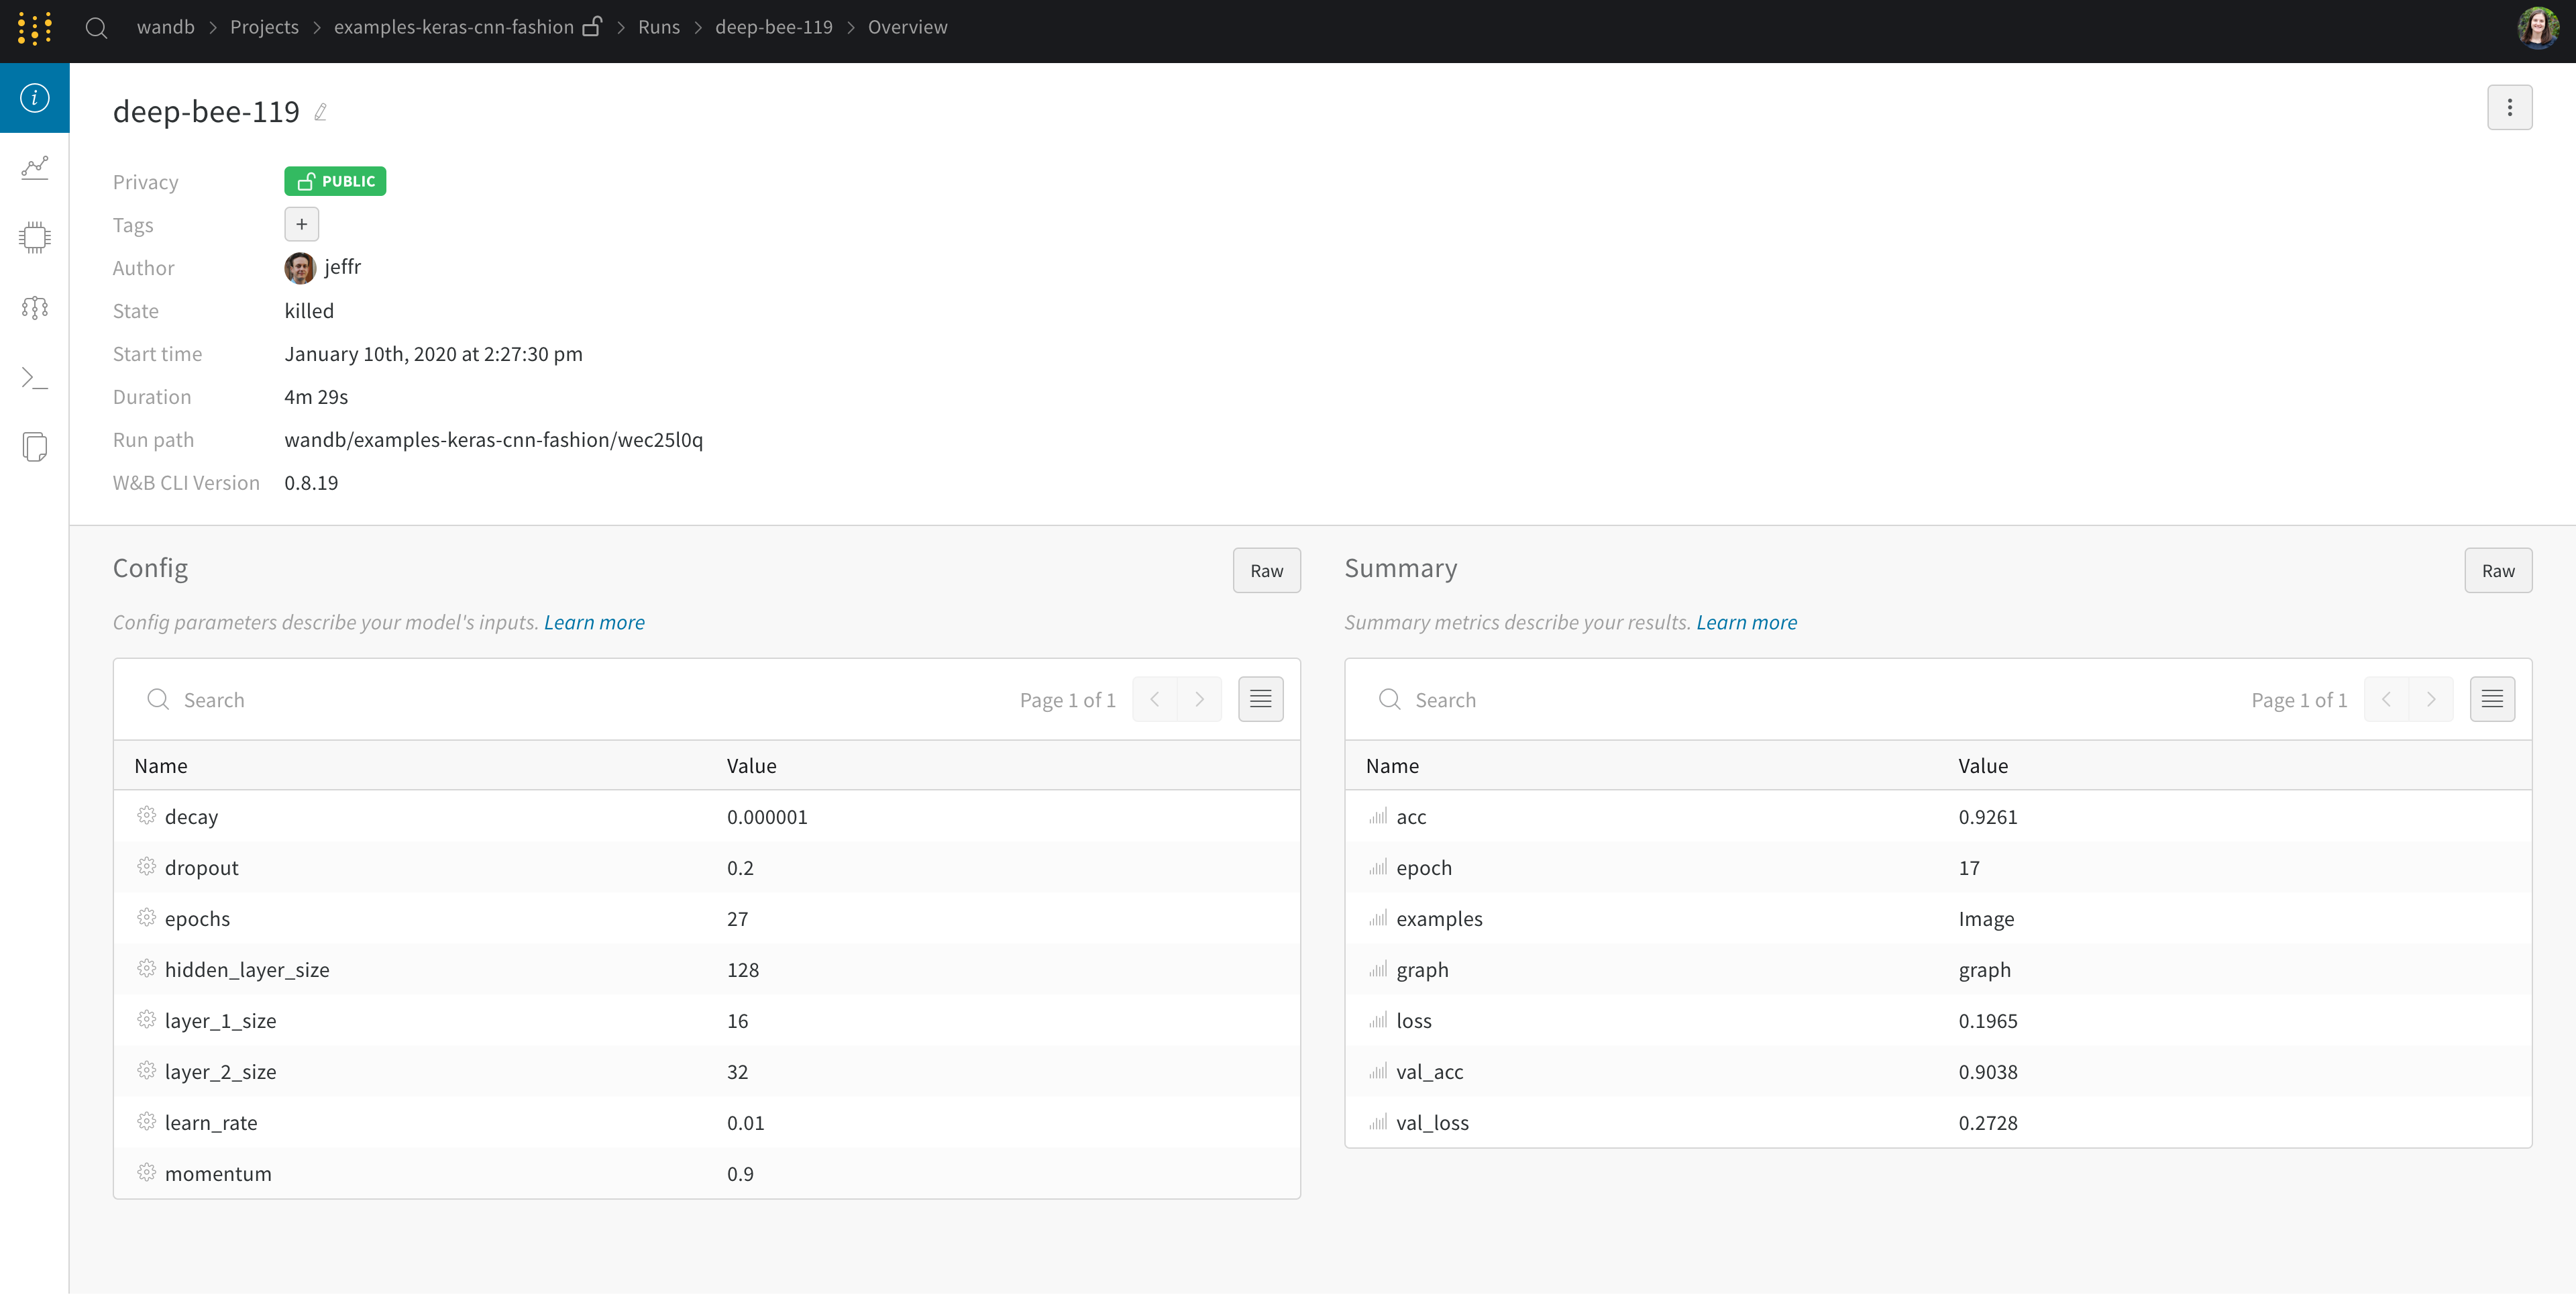 wandb > Projects > examples-keras-cnn-fashion > Runs > deep-bee-119 > Overview
deep-bee-119
Privacy PUBLIC
Tags +
Author jeffr
State killed
Start time January 10th, 2020 at 2:27:30 pm
Duration 4m 29s
Run path wandb/examples-keras-cnn-fashion/wec25l0q
W&B CLI Version 0.8.19
Config Raw
Config parameters describe your model's inputs. Learn more
Search Page 1 of 1
Name Value
decay 0.000001
dropout 0.2
epochs 27
hidden_layer_size 128
layer_1_size 16
layer_2_size 32
learn_rate 0.01
momentum 0.9
Summary Raw
Summary metrics describe your results. Learn more
Search Page 1 of 1
Name Value
acc 0.9261
epoch 17
examples Image
graph graph
loss 0.1965
val_acc 0.9038
val_loss 0.2728